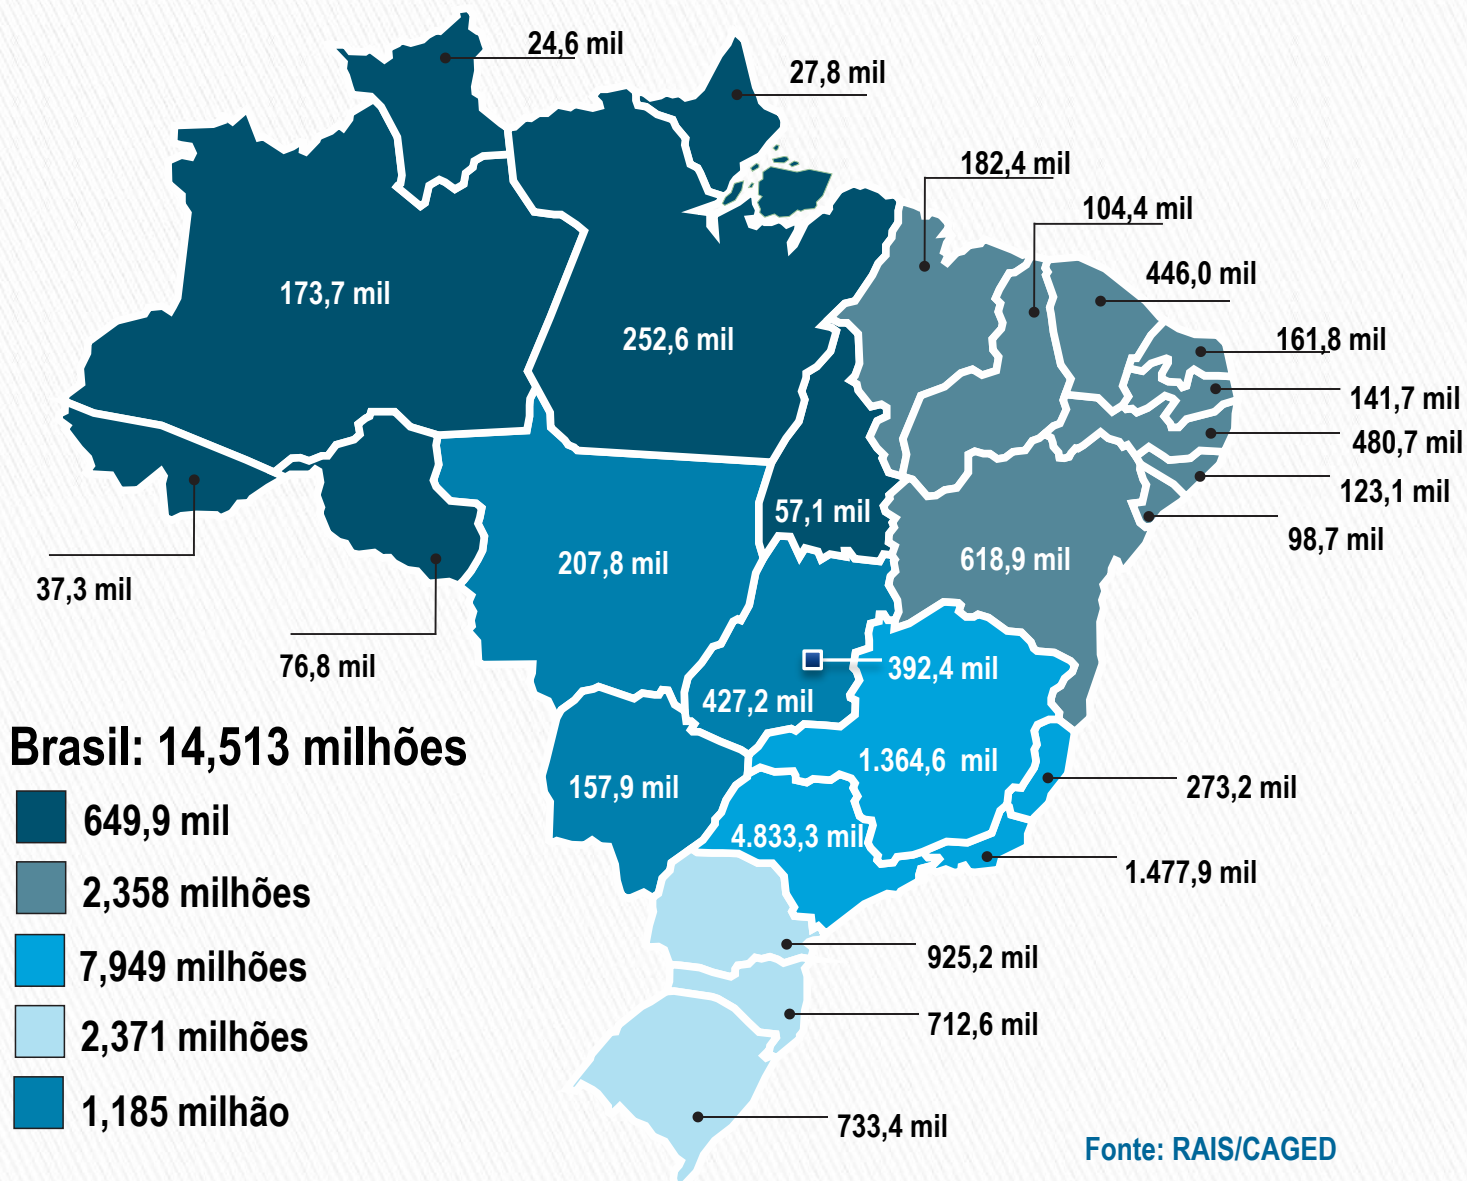 24,6 mil
27,8 mil
182,4 mil
104,4 mil
446,0 mil
173,7 mil
252,6 mil
161,8 mil
141,7 mil
480,7 mil
123,1 mil
57,1 mil
98,7 mil
207,8 mil
618,9 mil
37,3 mil
76,8 mil
392,4 mil
427,2 mil
1.364,6 mil
157,9 mil
273,2 mil
4.833,3 mil
1.477,9 mil
925,2 mil
712,6 mil
733,4 mil
Brasil: 14,513 milhões
649,9 mil
2,358 milhões
7,949 milhões
2,371 milhões
1,185 milhão
Fonte: RAIS/CAGED